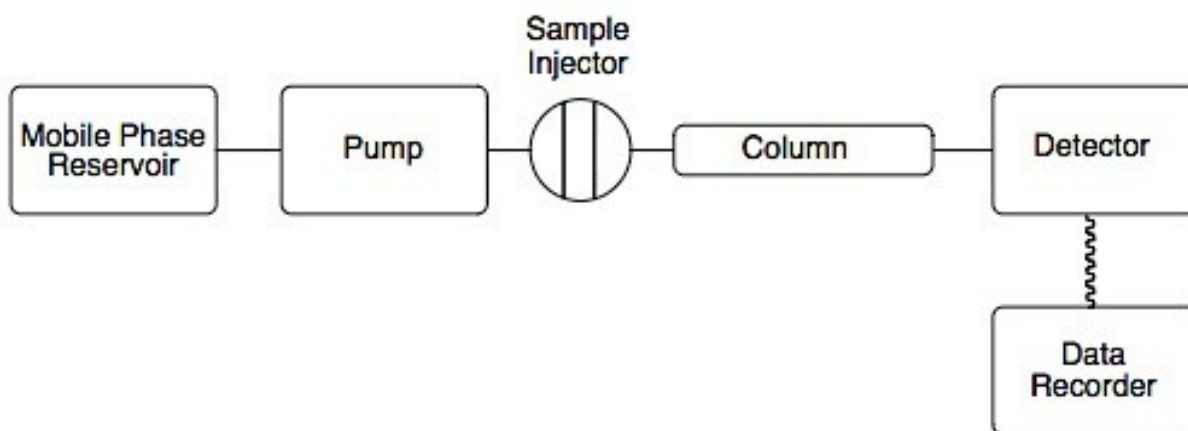 Sample
Injector
Mobile Phase
Reservoir
Pump
Column
Detector
Data
Recorder